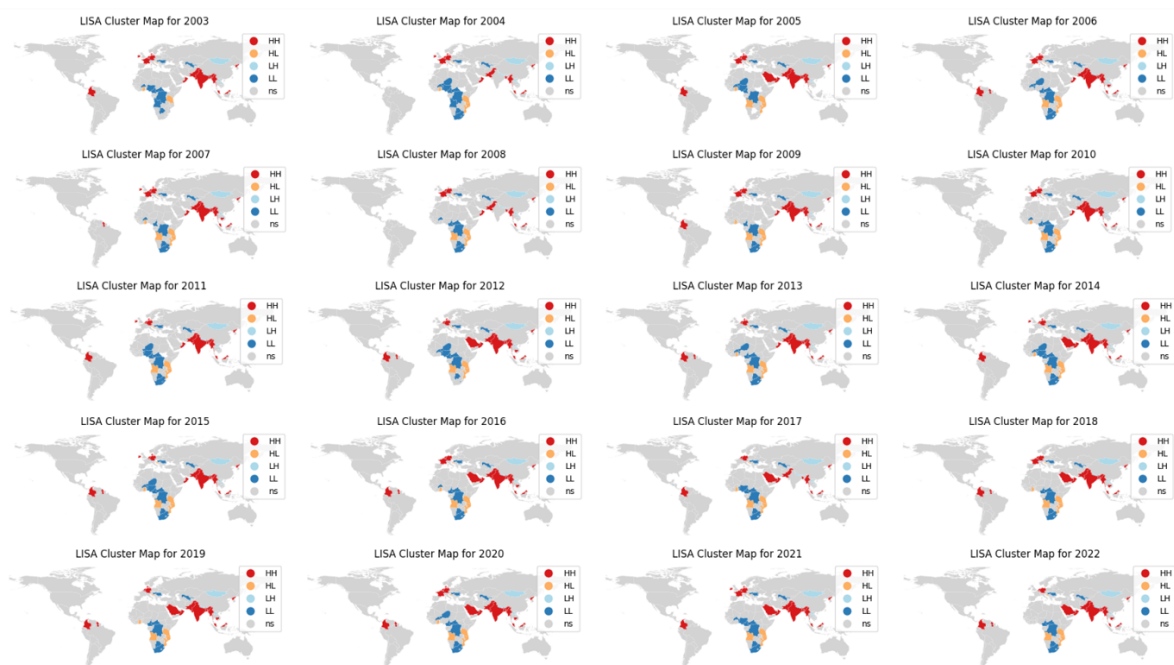 LISA Cluster Map for 2003
HH
HL
LH
LL
ns
LISA Cluster Map for 2004
HH
HL
LH
LL
ns
LISA Cluster Map for 2005
HH
HL
LH
LL
ns
LISA Cluster Map for 2006
HH
HL
LH
LL
ns
LISA Cluster Map for 2007
HH
HL
LH
LL
ns
LISA Cluster Map for 2008
HH
HL
LH
LL
ns
LISA Cluster Map for 2009
HH
HL
LH
LL
ns
LISA Cluster Map for 2010
HH
HL
LH
LL
ns
LISA Cluster Map for 2011
HH
HL
LH
LL
ns
LISA Cluster Map for 2012
HH
HL
LH
LL
ns
LISA Cluster Map for 2013
HH
HL
LH
LL
ns
LISA Cluster Map for 2014
HH
HL
LH
LL
ns
LISA Cluster Map for 2015
HH
HL
LH
LL
ns
LISA Cluster Map for 2016
HH
HL
LH
LL
ns
LISA Cluster Map for 2017
HH
HL
LH
LL
ns
LISA Cluster Map for 2018
HH
HL
LH
LL
ns
LISA Cluster Map for 2019
HH
HL
LH
LL
ns
LISA Cluster Map for 2020
HH
HL
LH
LL
ns
LISA Cluster Map for 2021
HH
HL
LH
LL
ns
LISA Cluster Map for 2022
HH
HL
LH
LL
ns